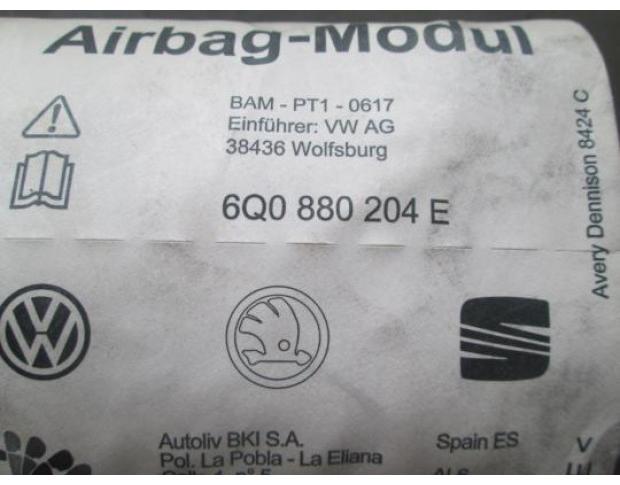 Airbag-Modul
BAM - PT1 - 0617
Einführer: VW AG
38436 Wolfsburg
6Q0 880 204 E
Avery Dennison 8424 C
Autoliv BKI S.A.
Spain ES
V
Pol. La Pobla - La Eliana